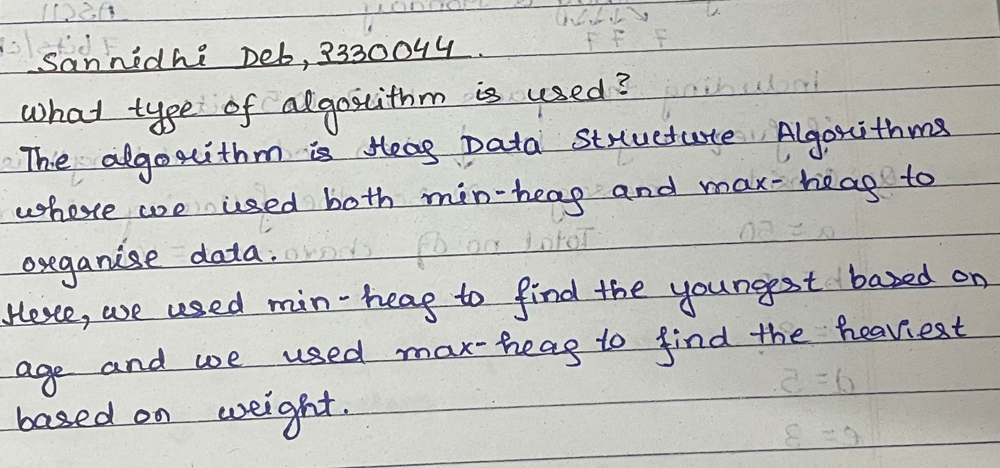 Sannidhi Deb, 2330044.
What type of algorithm is used?
The algorithm is Heap Data Structure Algorithms
where we used both min-heap and max-heap to
organise data.
Here, we used min-heap to find the youngest based on
age and we used max-heap to find the heaviest
based on weight.